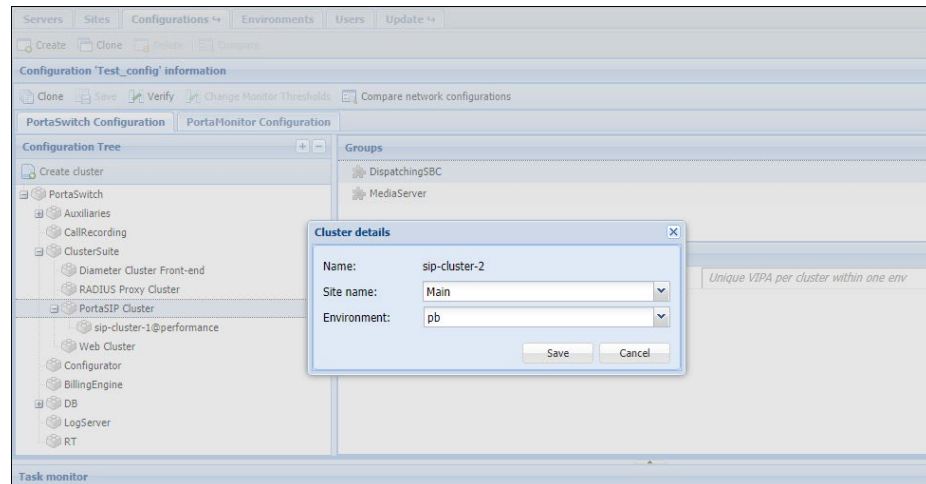 Servers Sites Configurations ↪ Environments Users Update ↪
Create Clone Delete Compare
Configuration 'Test_config' information
Clone Save Verify Change Monitor Thresholds Compare network configurations
PortaSwitch Configuration PortaMonitor Configuration
Configuration Tree
Groups
Create cluster
DispatchingSBC
PortaSwitch
MediaServer
Auxiliaries
CallRecording
Cluster details
ClusterSuite
Name: sip-cluster-2
Diameter Cluster Front-end
Unique VIPA per cluster within one env
RADIUS Proxy Cluster
Site name: Main
PortaSIP Cluster
Environment: pb
sip-cluster-1@performance
Web Cluster
Save Cancel
Configurator
BillingEngine
DB
LogServer
RT
Task monitor